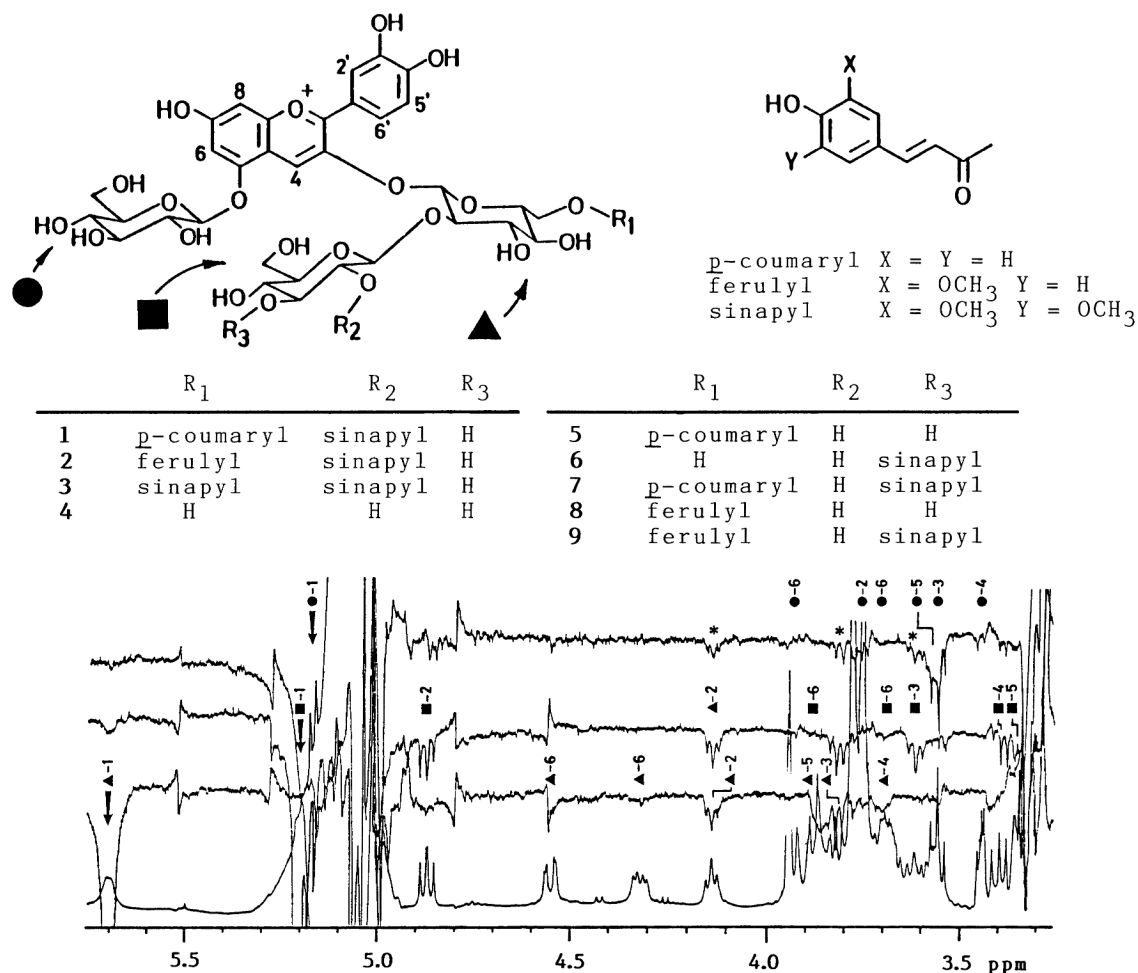 OH
2'
OH
8
HO
O+
5'
6'
6
4
O
OH
O
HO
HO
OH
O
O
O
O
R1
HO
OH
OH
O
HO
O
O
R3
R2
X
HO
Y
O
p-coumaryl X = Y = H
ferulyl X = OCH3 Y = H
sinapyl X = OCH3 Y = OCH3
R1 R2 R3 R1 R2 R3
1 p-coumaryl sinapyl H 5 p-coumaryl H H
2 ferulyl sinapyl H 6 H H sinapyl
3 sinapyl sinapyl H 7 p-coumaryl H sinapyl
4 H H H 8 ferulyl H H
9 ferulyl H sinapyl
●-1 * ●-6 * ●-2 ●-6 * ●-5 ●-3 ●-4
■-1 ■-2 ▲-2 ■-6 ■-6 ■-3 ■-4 ■-5
▲-1 ▲-6 ▲-6 ▲-2 ▲-5 ▲-3 ▲-4
5.5 5.0 4.5 4.0 3.5 ppm